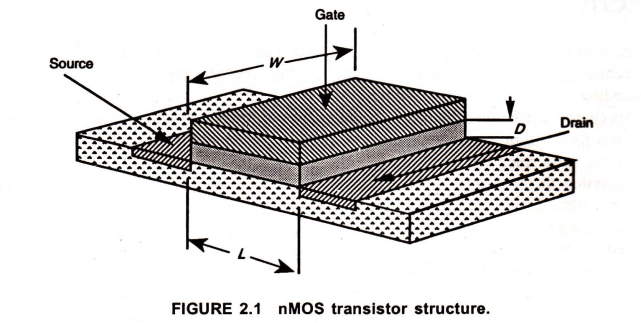 Gate
W
Source
D
Drain
L
FIGURE 2.1 nMOS transistor structure.